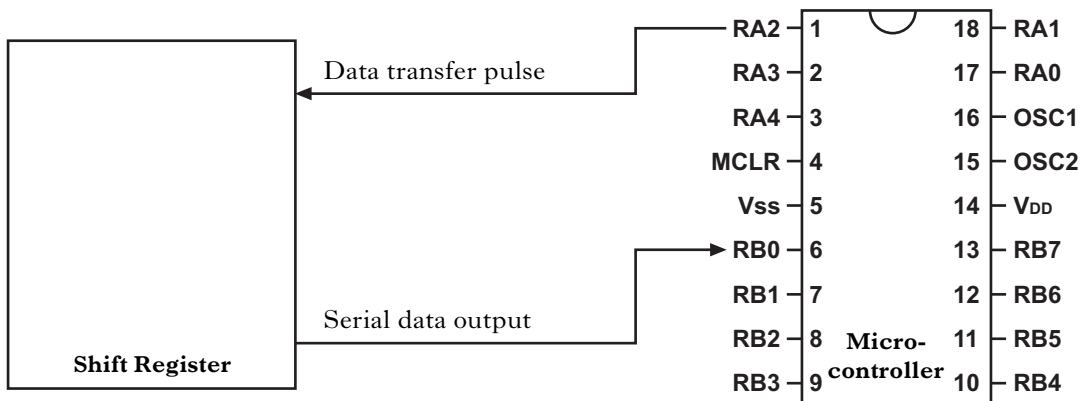 RA2 1 18 RA1
Data transfer pulse
RA3 2 17 RA0
RA4 3 16 OSC1
MCLR 4 15 OSC2
Vss 5 14 VDD
RB0 6 13 RB7
RB1 7 12 RB6
Serial data output
RB2 8 11 RB5
Micro-
controller
Shift Register
RB3 9 10 RB4